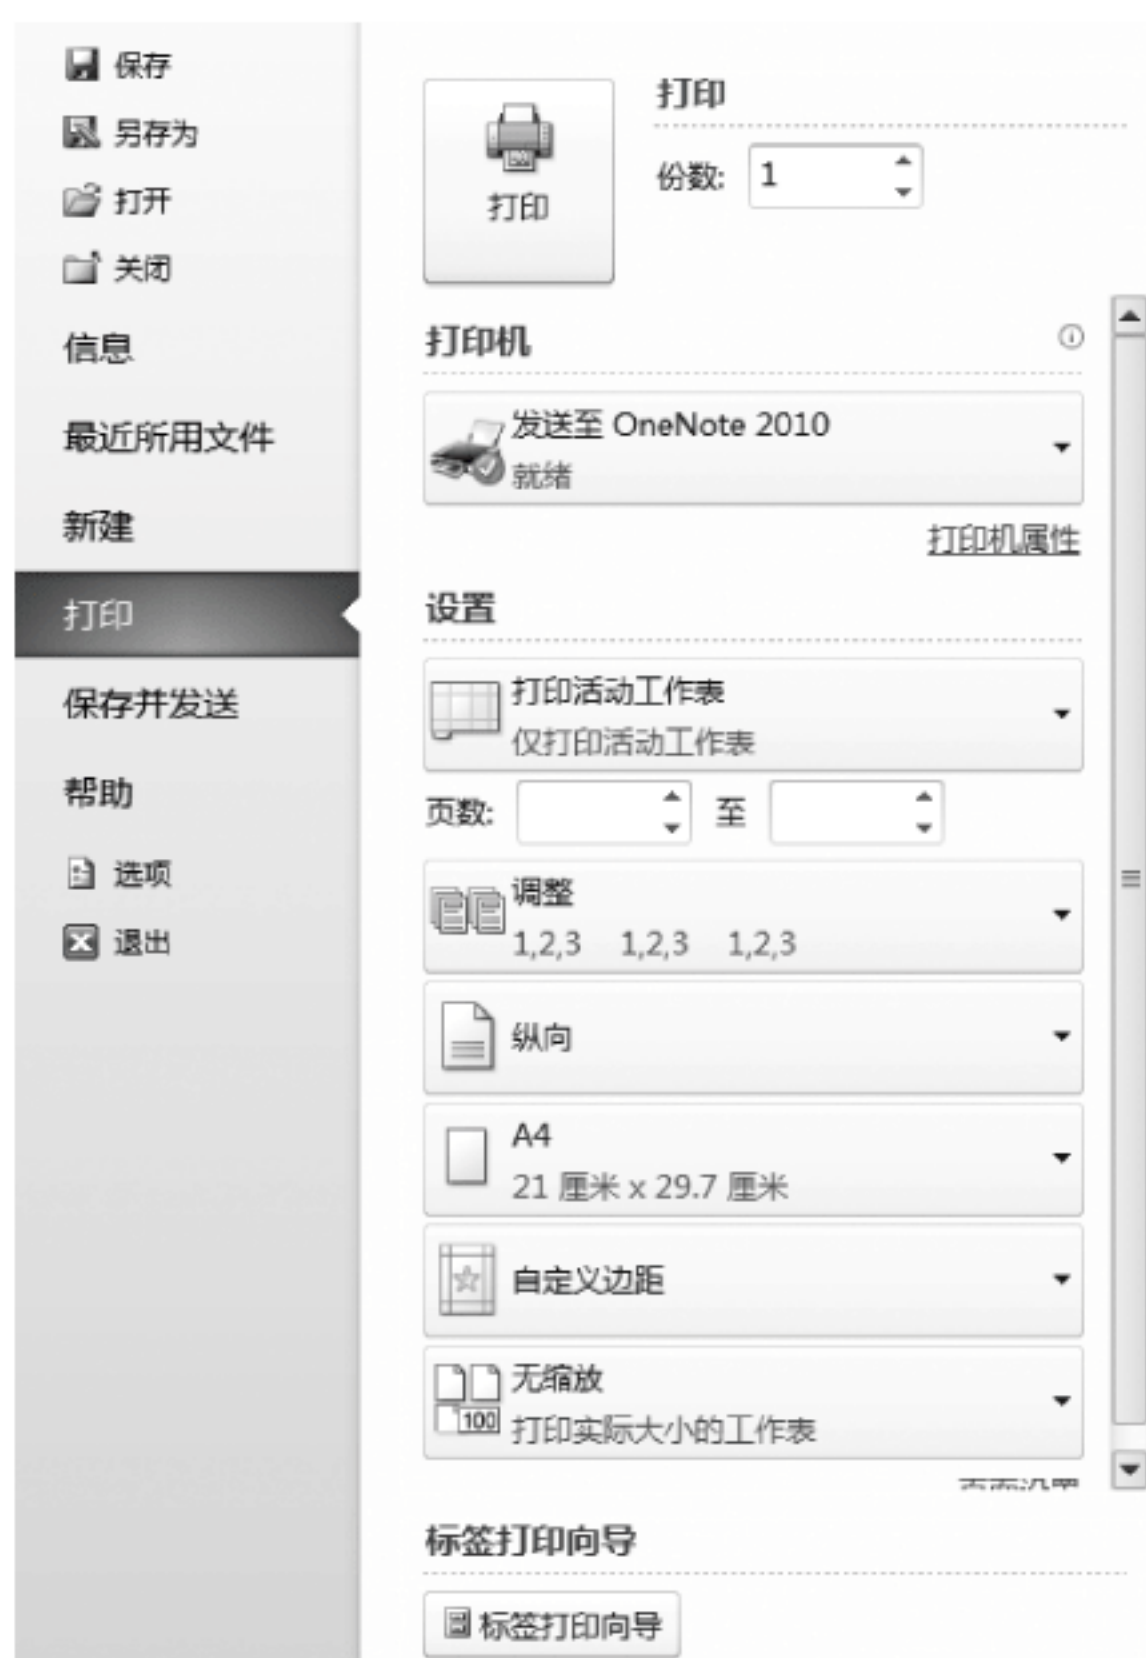 保存
另存为
打开
关闭
信息
最近所用文件
新建
打印
保存并发送
帮助
选项
退出
打印
打印
份数: 1
打印机
发送至 OneNote 2010
就绪
打印机属性
设置
打印活动工作表
仅打印活动工作表
页数: 至
调整
1,2,3 1,2,3 1,2,3
纵向
A4
21 厘米 x 29.7 厘米
自定义边距
无缩放
100
打印实际大小的工作表
标签打印向导
标签打印向导